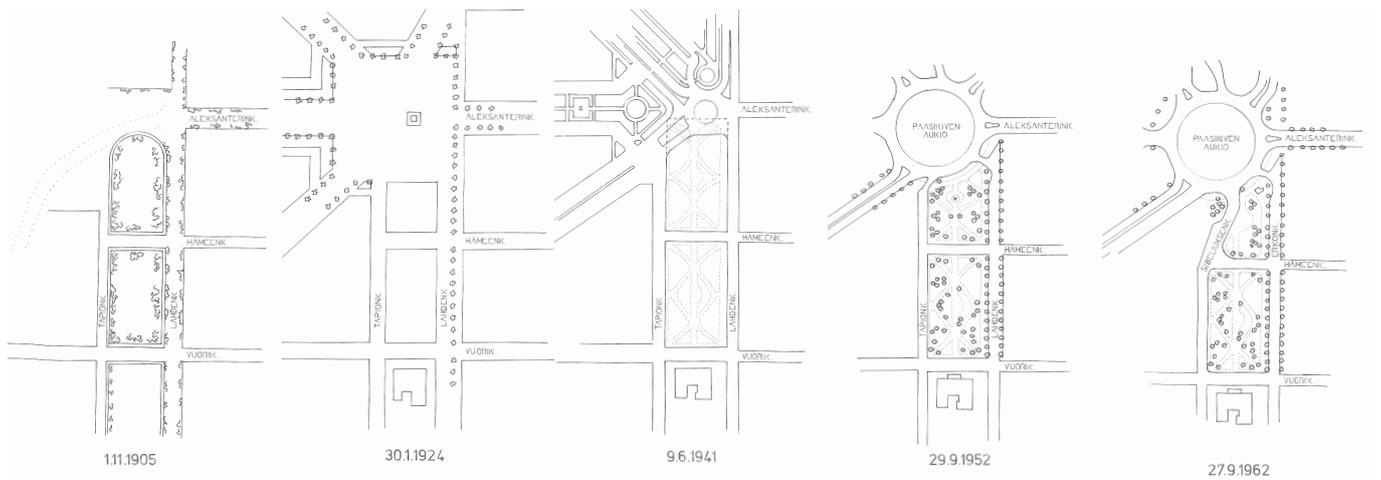 ALEKSANTERINK.
HÄMEENK.
TAPIONK.
LAHDENK.
VUORIK.
1.11.1905
ALEKSANTERINK.
HÄMEENK.
TAPIONK.
LAHDENK.
VUORIK.
30.1.1924
ALEKSANTERINK.
HÄMEENK.
TAPIONK.
LAHDENK.
VUORIK.
9.6.1941
PAASIKIVEN
AUKIO
ALEKSANTERINK.
HÄMEENK.
TAPIONK.
LAHDENK.
VUORIK.
29.9.1952
PAASIKIVEN
AUKIO
ALEKSANTERINK.
SIBELIUKSENK.
ERKONK.
HÄMEENK.
VUORIK.
27.9.1962